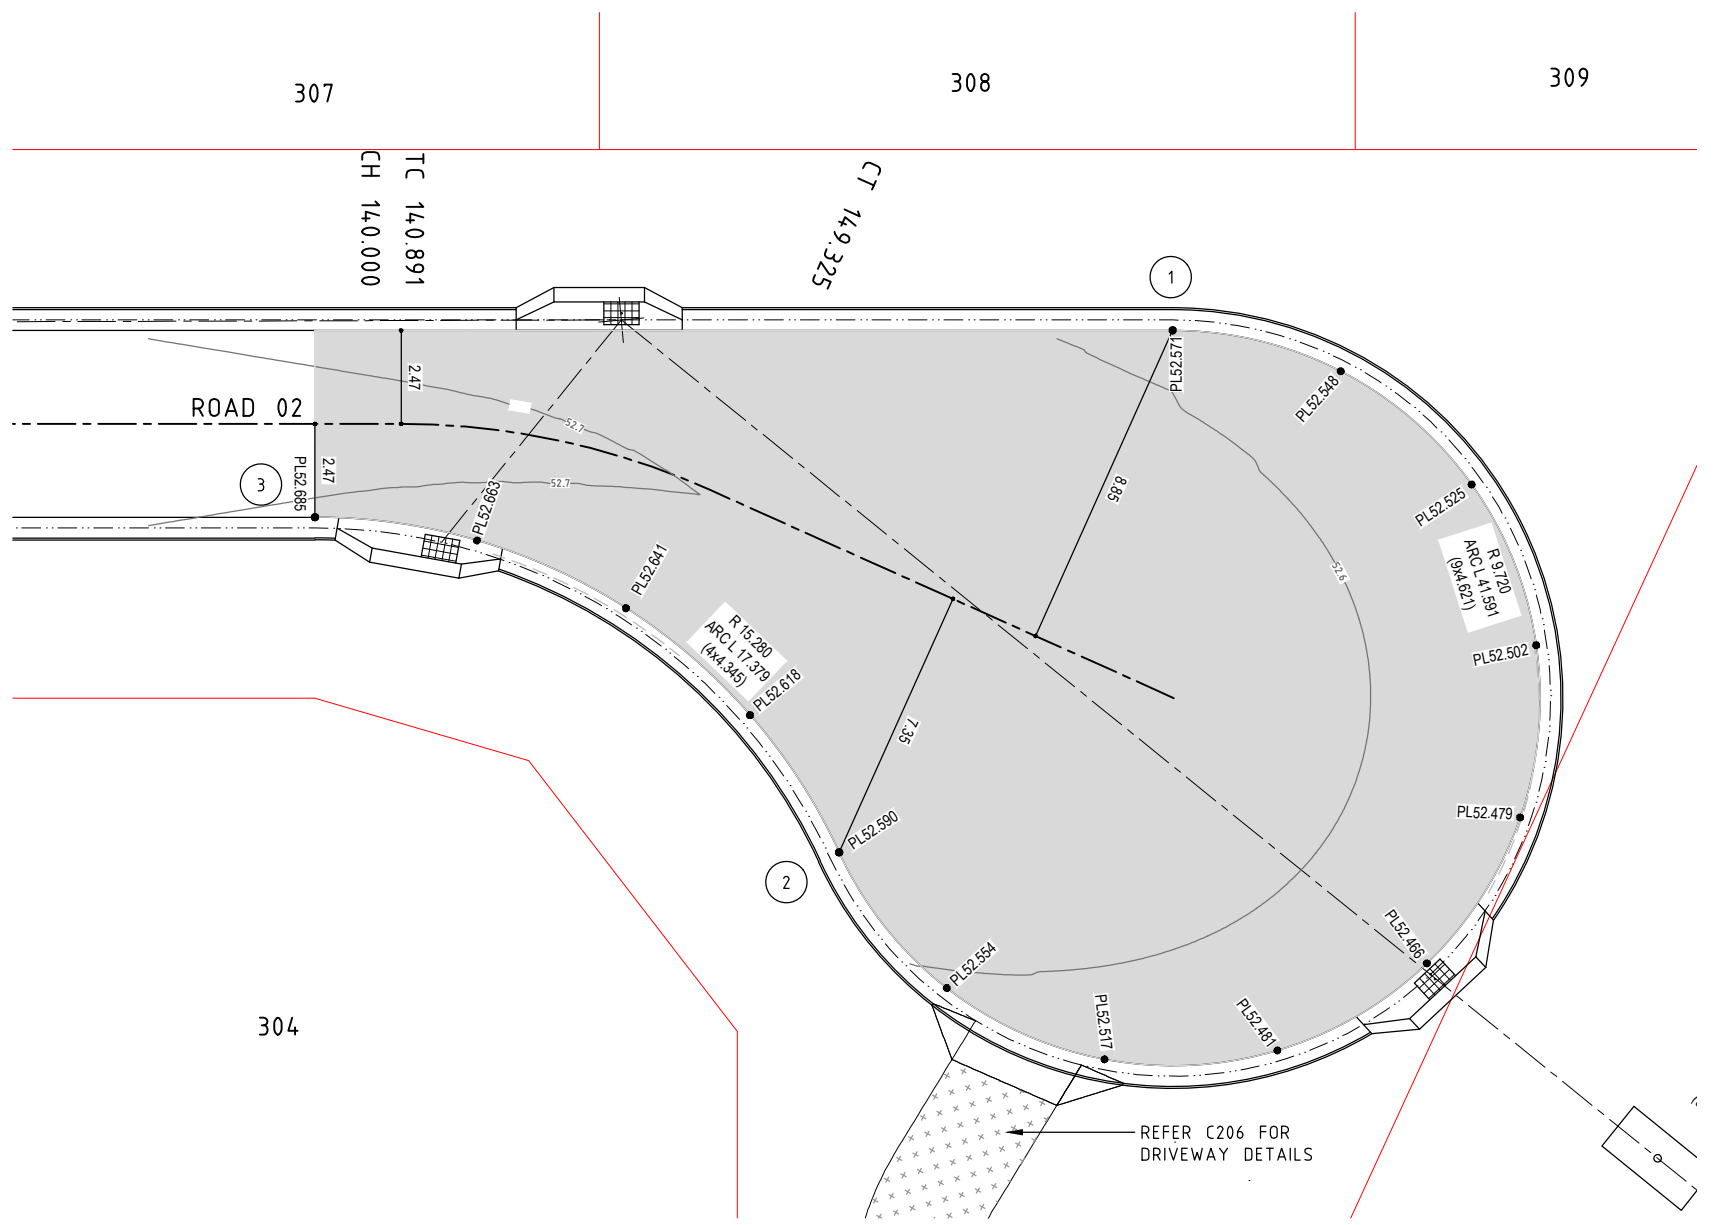 307
308
309
TC 140.891
CH 140.000
CT 149.325
1
2.47
PL52.571
PL52.548
ROAD 02
52.7
2.47
PL52.685
3
52.7
PL52.663
8.85
PL52.525
R 9.720
ARC L 41.591
(9x4.621)
52.6
PL52.641
R 15.280
ARC L 17.379
(4x4.345)
PL52.618
PL52.502
7.35
PL52.590
PL52.479
2
PL52.466
PL52.554
PL52.517
PL52.481
304
REFER C206 FOR
DRIVEWAY DETAILS